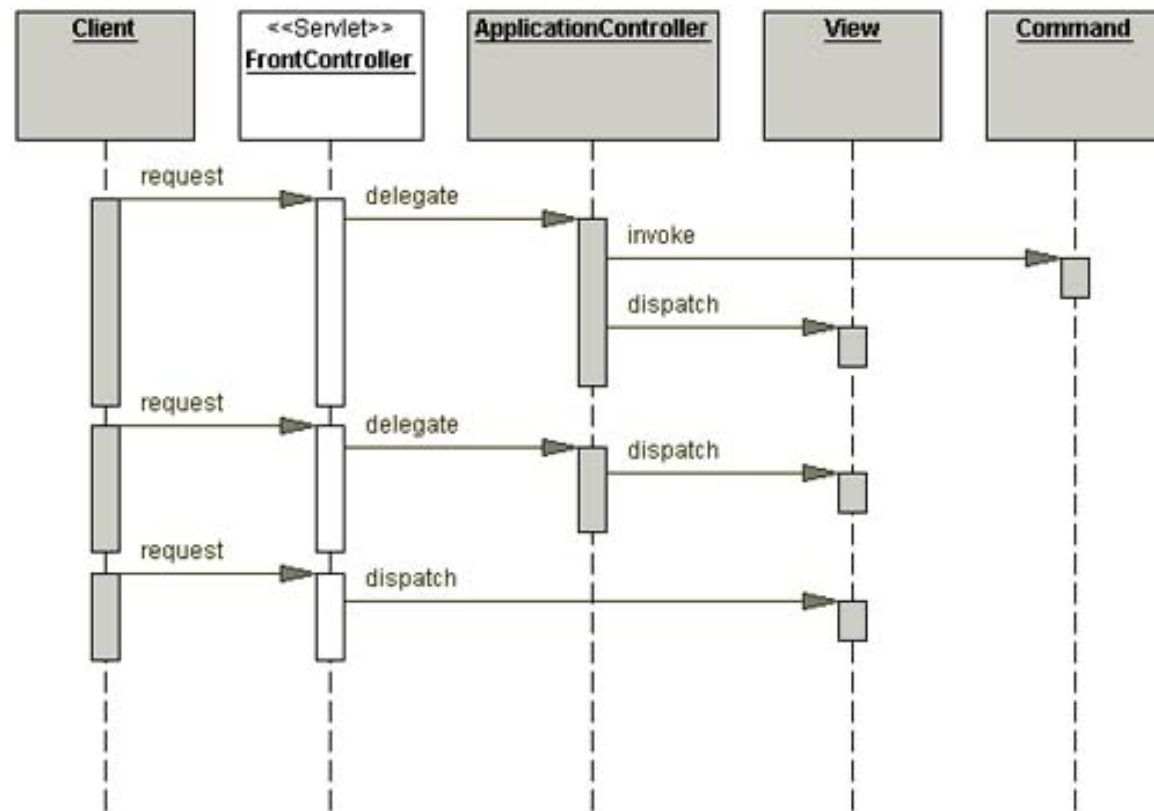 Client
<<Servlet>>
FrontController
ApplicationController
View
Command
request
delegate
invoke
dispatch
request
delegate
dispatch
request
dispatch